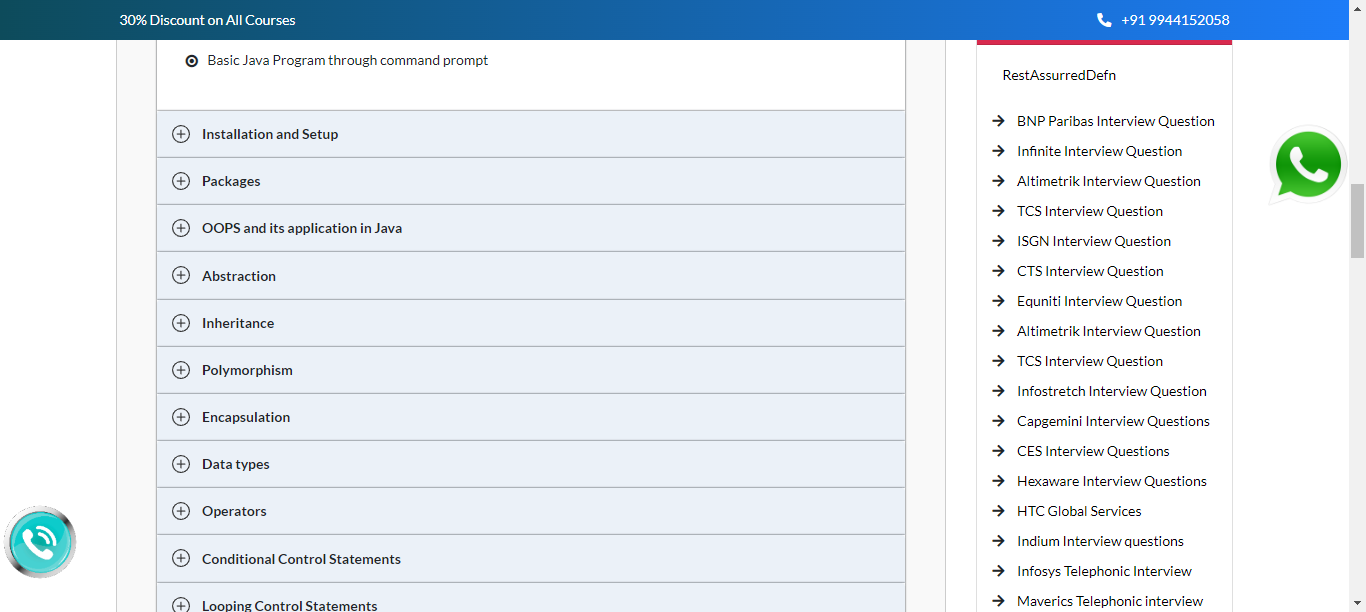 30% Discount on All Courses
+91 9944152058
Basic Java Program through command prompt
Installation and Setup
Packages
OOPS and its application in Java
Abstraction
Inheritance
Polymorphism
Encapsulation
Data types
Operators
Conditional Control Statements
Looping Control Statements
RestAssurredDefn
BNP Paribas Interview Question
Infinite Interview Question
Altimetrik Interview Question
TCS Interview Question
ISGN Interview Question
CTS Interview Question
Equniti Interview Question
Altimetrik Interview Question
TCS Interview Question
Infostretch Interview Question
Capgemini Interview Questions
CES Interview Questions
Hexaware Interview Questions
HTC Global Services
Indium Interview questions
Infosys Telephonic Interview
Maverics Telephonic interview